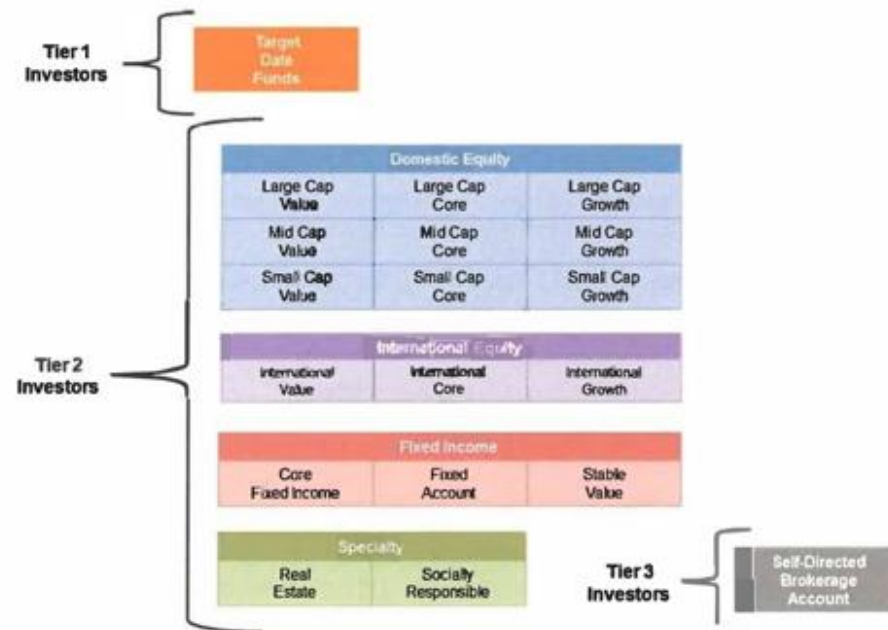 Tier 1
Investors
Target
Date
Funds
Domestic Equity
Large Cap
Value
Large Cap
Core
Large Cap
Growth
Mid Cap
Value
Mid Cap
Core
Mid Cap
Growth
Small Cap
Value
Small Cap
Core
Small Cap
Growth
Tier 2
Investors
International Equity
International
Value
International
Core
International
Growth
Fixed Income
Core
Fixed Income
Fixed
Account
Stable
Value
Specialty
Real
Estate
Socially
Responsible
Tier 3
Investors
Self-Directed
Brokerage
Account